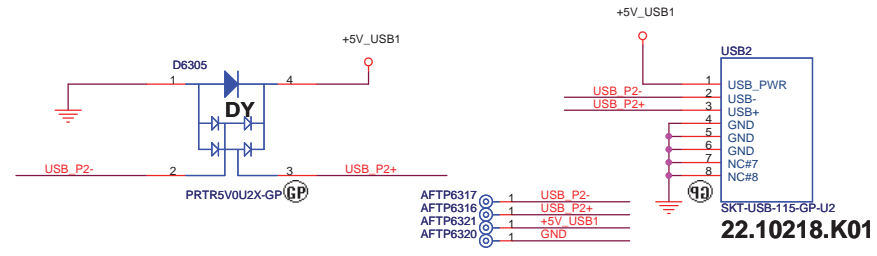 D6305
1
4
+5V_USB1
DY
USB_P2-
2
3
USB_P2+
PRTR5V0U2X-GP
GP
+5V_USB1
USB2
1 USB_PWR
USB_P2- 2 USB-
USB_P2+ 3 USB+
4 GND
5 GND
6 GND
7 NC#7
8 NC#8
GP
SKT-USB-115-GP-U2
22.10218.K01
AFTP6317 1 USB_P2-
AFTP6316 1 USB_P2+
AFTP6321 1 +5V_USB1
AFTP6320 1 GND